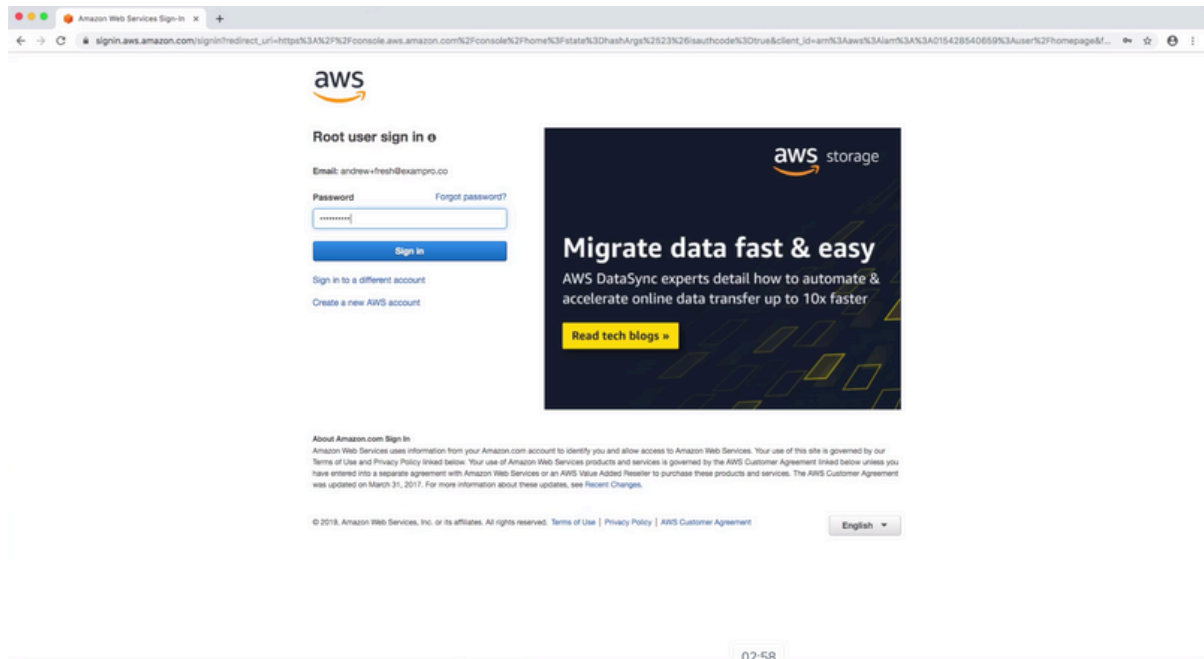 Amazon Web Services Sign-In
signin.aws.amazon.com/signin?redirect_uri=https%3A%2F%2Fconsole.aws.amazon.com%2Fconsole%2Fhome%3Fstate%3DhashArgs%2523%26isauthcode%3Dtrue&client_id=arn%3Aaws%3Aiam%3A%3A015428540659%3Auser%2Fhomepage&f...
aws
Root user sign in
Email: andrew+fresh@exampro.co
Password Forgot password?
Sign in
Sign in to a different account
Create a new AWS account
aws storage
Migrate data fast & easy
AWS DataSync experts detail how to automate &
accelerate online data transfer up to 10x faster
Read tech blogs »
About Amazon.com Sign In
Amazon Web Services uses information from your Amazon.com account to identify you and allow access to Amazon Web Services. Your use of this site is governed by our
Terms of Use and Privacy Policy linked below. Your use of Amazon Web Services products and services is governed by the AWS Customer Agreement linked below unless you
have entered into a separate agreement with Amazon Web Services or an AWS Value Added Reseller to purchase these products and services. The AWS Customer Agreement
was updated on March 31, 2017. For more information about these updates, see Recent Changes.
© 2019, Amazon Web Services, Inc. or its affiliates. All rights reserved. Terms of Use | Privacy Policy | AWS Customer Agreement
English
02:58